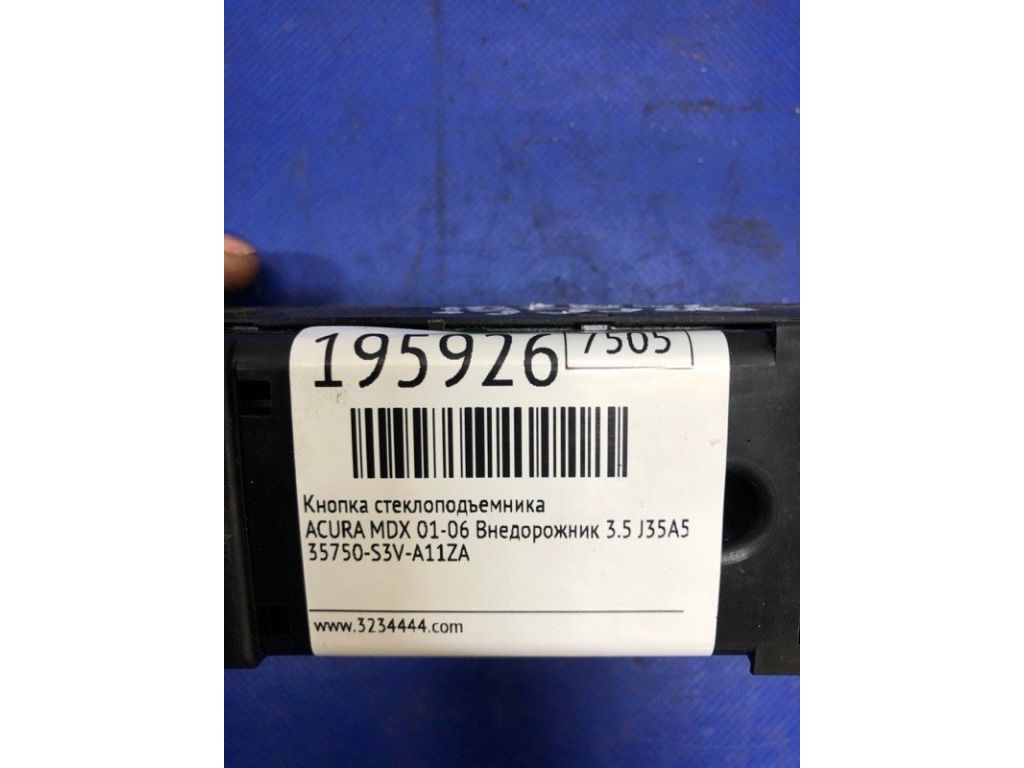 195926 7505
Кнопка стеклоподъемника
ACURA MDX 01-06 Внедорожник 3.5 J35A5
35750-S3V-A11ZA
www.3234444.com